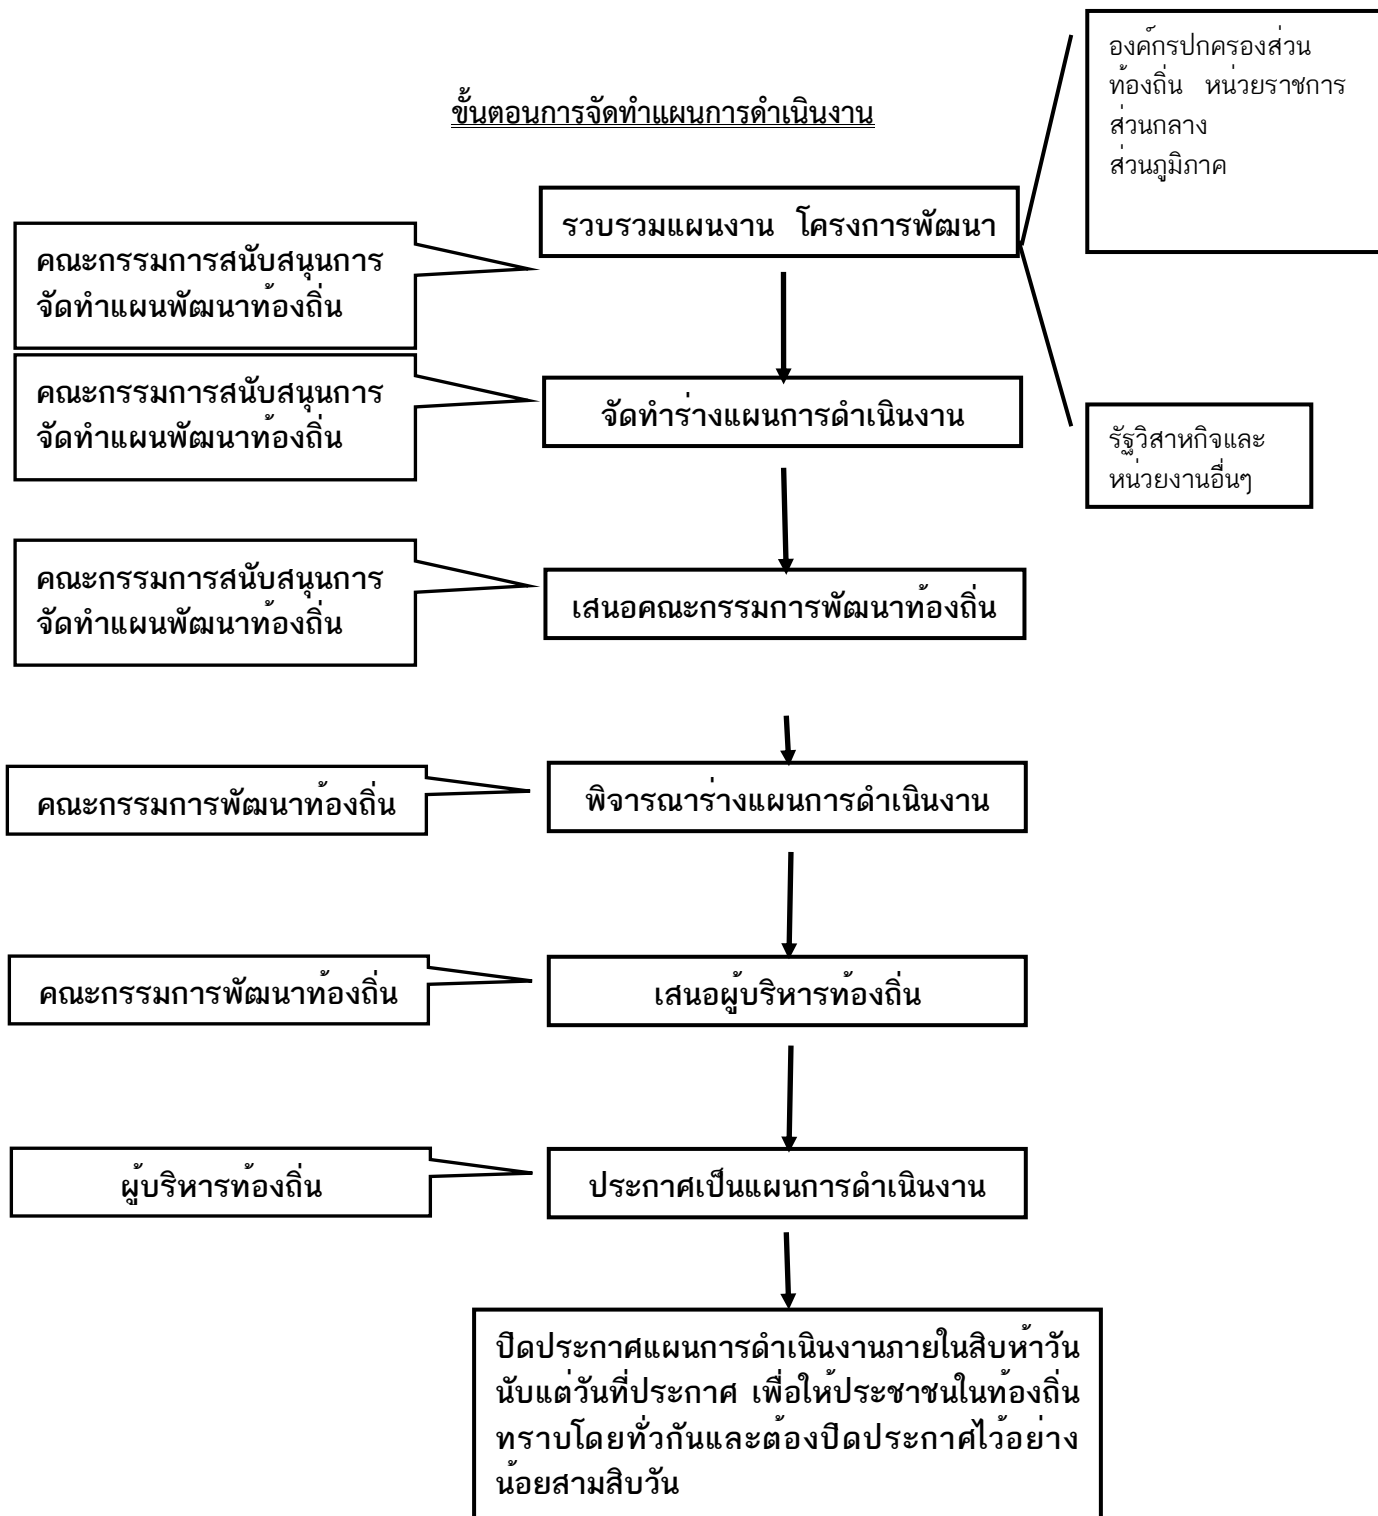 องค์กรปกครองส่วน
ท้องถิ่น หน่วยราชการ
ส่วนกลาง
ส่วนภูมิภาค
ขั้นตอนการจัดทำแผนการดำเนินงาน
รวบรวมแผนงาน โครงการพัฒนา
คณะกรรมการสนับสนุนการ
จัดทำแผนพัฒนาท้องถิ่น
คณะกรรมการสนับสนุนการ
จัดทำแผนพัฒนาท้องถิ่น
จัดทำร่างแผนการดำเนินงาน
รัฐวิสาหกิจและ
หน่วยงานอื่นๆ
คณะกรรมการสนับสนุนการ
จัดทำแผนพัฒนาท้องถิ่น
เสนอคณะกรรมการพัฒนาท้องถิ่น
คณะกรรมการพัฒนาท้องถิ่น
พิจารณาร่างแผนการดำเนินงาน
คณะกรรมการพัฒนาท้องถิ่น
เสนอผู้บริหารท้องถิ่น
ผู้บริหารท้องถิ่น
ประกาศเป็นแผนการดำเนินงาน
ปิดประกาศแผนการดำเนินงานภายในสิบห้าวัน
นับแต่วันที่ประกาศ เพื่อให้ประชาชนในท้องถิ่น
ทราบโดยทั่วกันและต้องปิดประกาศไว้อย่าง
น้อยสามสิบวัน